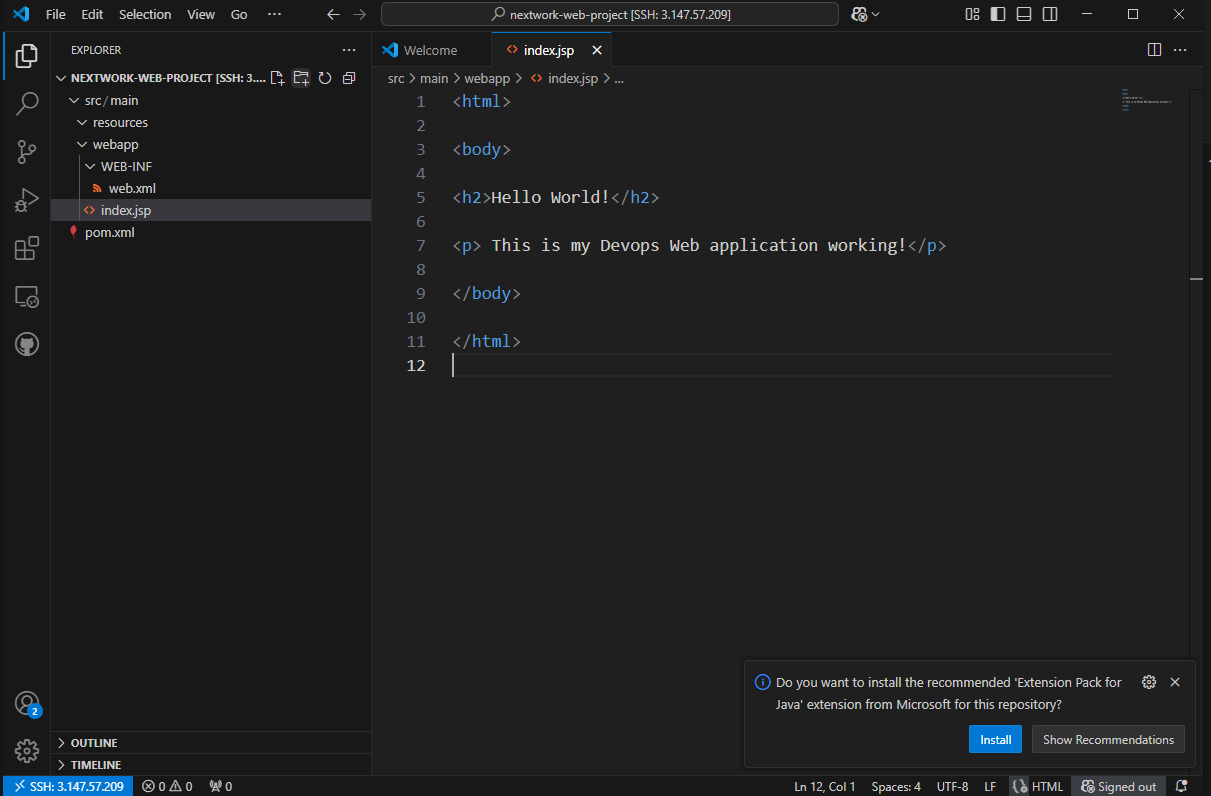 File Edit Selection View Go ··· nextwork-web-project [SSH: 3.147.57.209]
EXPLORER ···
NEXTWORK-WEB-PROJECT [SSH: 3....
src / main
resources
webapp
WEB-INF
web.xml
index.jsp
pom.xml
OUTLINE
TIMELINE
Welcome index.jsp
src > main > webapp > index.jsp > ...
1 <html>
2
3 <body>
4
5 <h2>Hello World!</h2>
6
7 <p> This is my Devops Web application working!</p>
8
9 </body>
10
11 </html>
12
Do you want to install the recommended 'Extension Pack for
Java' extension from Microsoft for this repository?
Install Show Recommendations
2
SSH: 3.147.57.209 0 0 0 Ln 12, Col 1 Spaces: 4 UTF-8 LF HTML Signed out